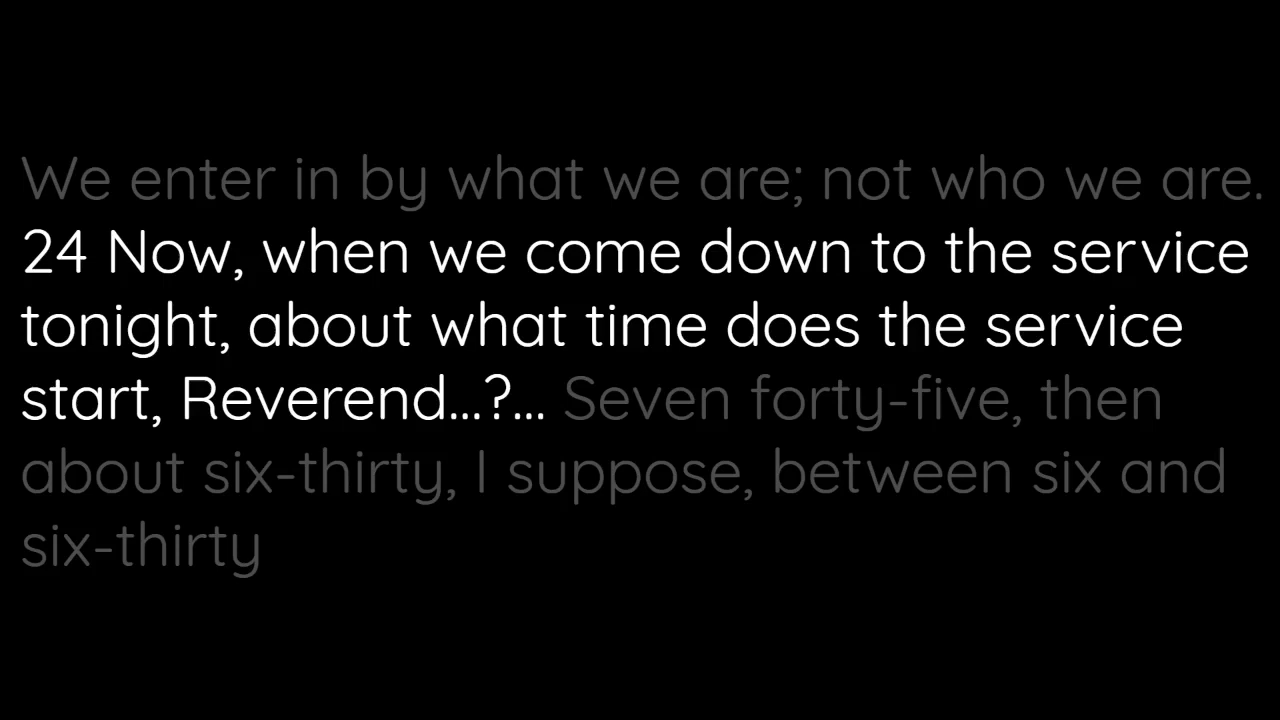 We enter in by what we are; not who we are.
24 Now, when we come down to the service
tonight, about what time does the service
start, Reverend...?... Seven forty-five, then
about six-thirty, I suppose, between six and
six-thirty